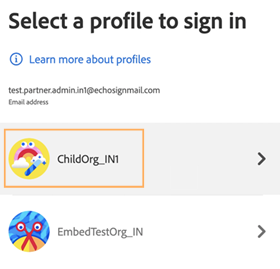 Select a profile to sign in
Learn more about profiles
test.partner.admin.in1@echosignmail.com
Email address
ChildOrg_IN1
EmbedTestOrg_IN